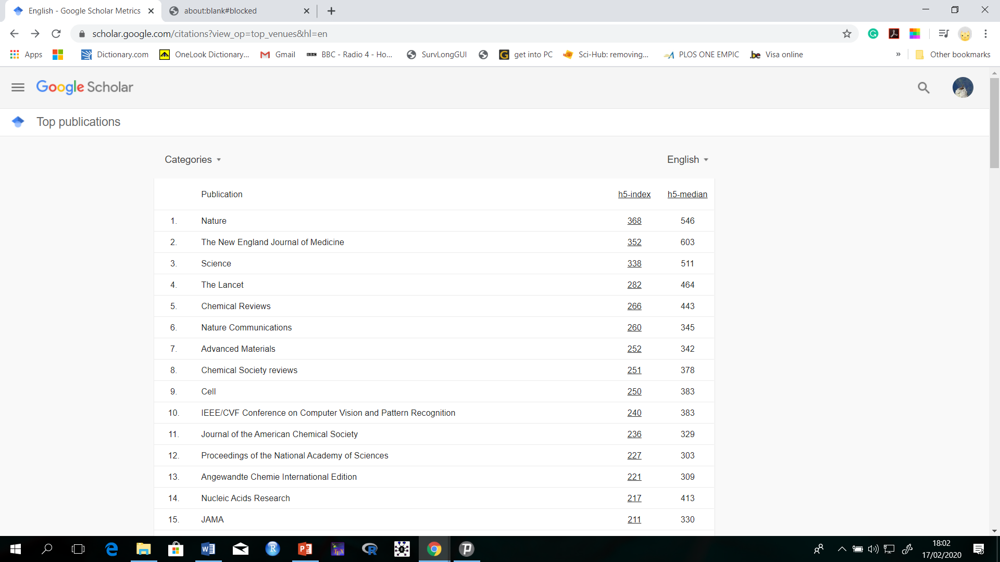 English - Google Scholar Metrics
about:blank#blocked
scholar.google.com/citations?view_op=top_venues&hl=en
Apps Dictionary.com OneLook Dictionary... Gmail BBC BBC - Radio 4 - Ho... SurvLongGUI get into PC Sci-Hub: removing... PLOS ONE EMPIC .be Visa online » Other bookmarks
Google Scholar
Top publications
Categories English
Publication h5-index h5-median
1. Nature 368 546
2. The New England Journal of Medicine 352 603
3. Science 338 511
4. The Lancet 282 464
5. Chemical Reviews 266 443
6. Nature Communications 260 345
7. Advanced Materials 252 342
8. Chemical Society reviews 251 378
9. Cell 250 383
10. IEEE/CVF Conference on Computer Vision and Pattern Recognition 240 383
11. Journal of the American Chemical Society 236 329
12. Proceedings of the National Academy of Sciences 227 303
13. Angewandte Chemie International Edition 221 309
14. Nucleic Acids Research 217 413
15. JAMA 211 330
18:02
17/02/2020